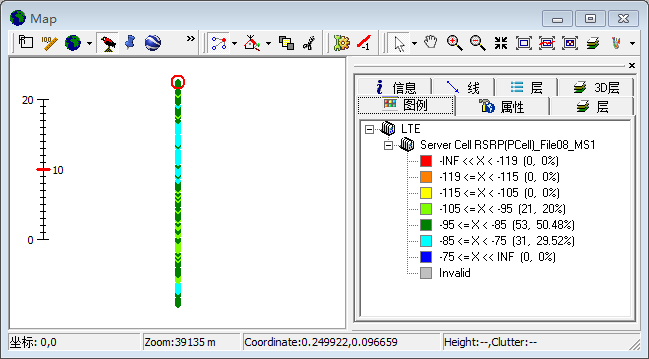 Map
»
-1
20
10
0
信息
线
层
3D层
图例
属性
层
LTE
Server Cell RSRP(PCell)_File08_MS1
-INF << X < -119 (0, 0%)
-119 <= X < -115 (0, 0%)
-115 <= X < -105 (0, 0%)
-105 <= X < -95 (21, 20%)
-95 <= X < -85 (53, 50.48%)
-85 <= X < -75 (31, 29.52%)
-75 <= X << INF (0, 0%)
Invalid
坐标: 0,0
Zoom:39135 m
Coordinate:0.249922,0.096659
Height:--,Clutter:--